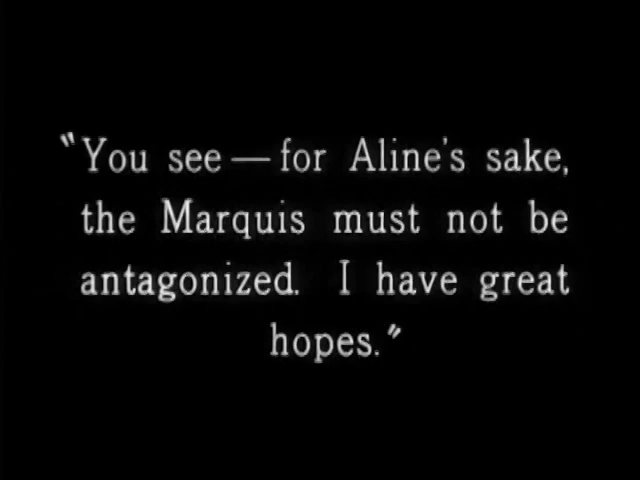 "You see — for Aline's sake,
the Marquis must not be
antagonized. I have great
hopes."